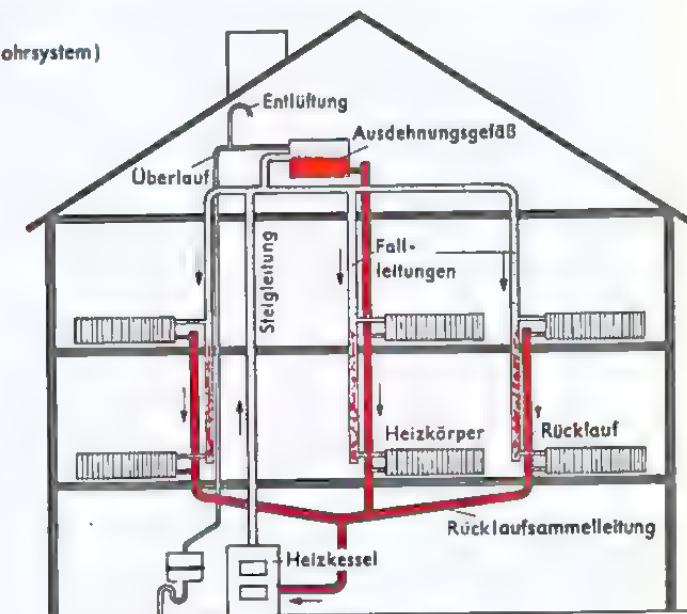 ohrsystem)
Entlüftung
Ausdehnungsgefäß
Überlauf
Steigleitung
Fall-
leitungen
Heizkörper
Rücklauf
Rücklaufsammelleitung
Heizkessel